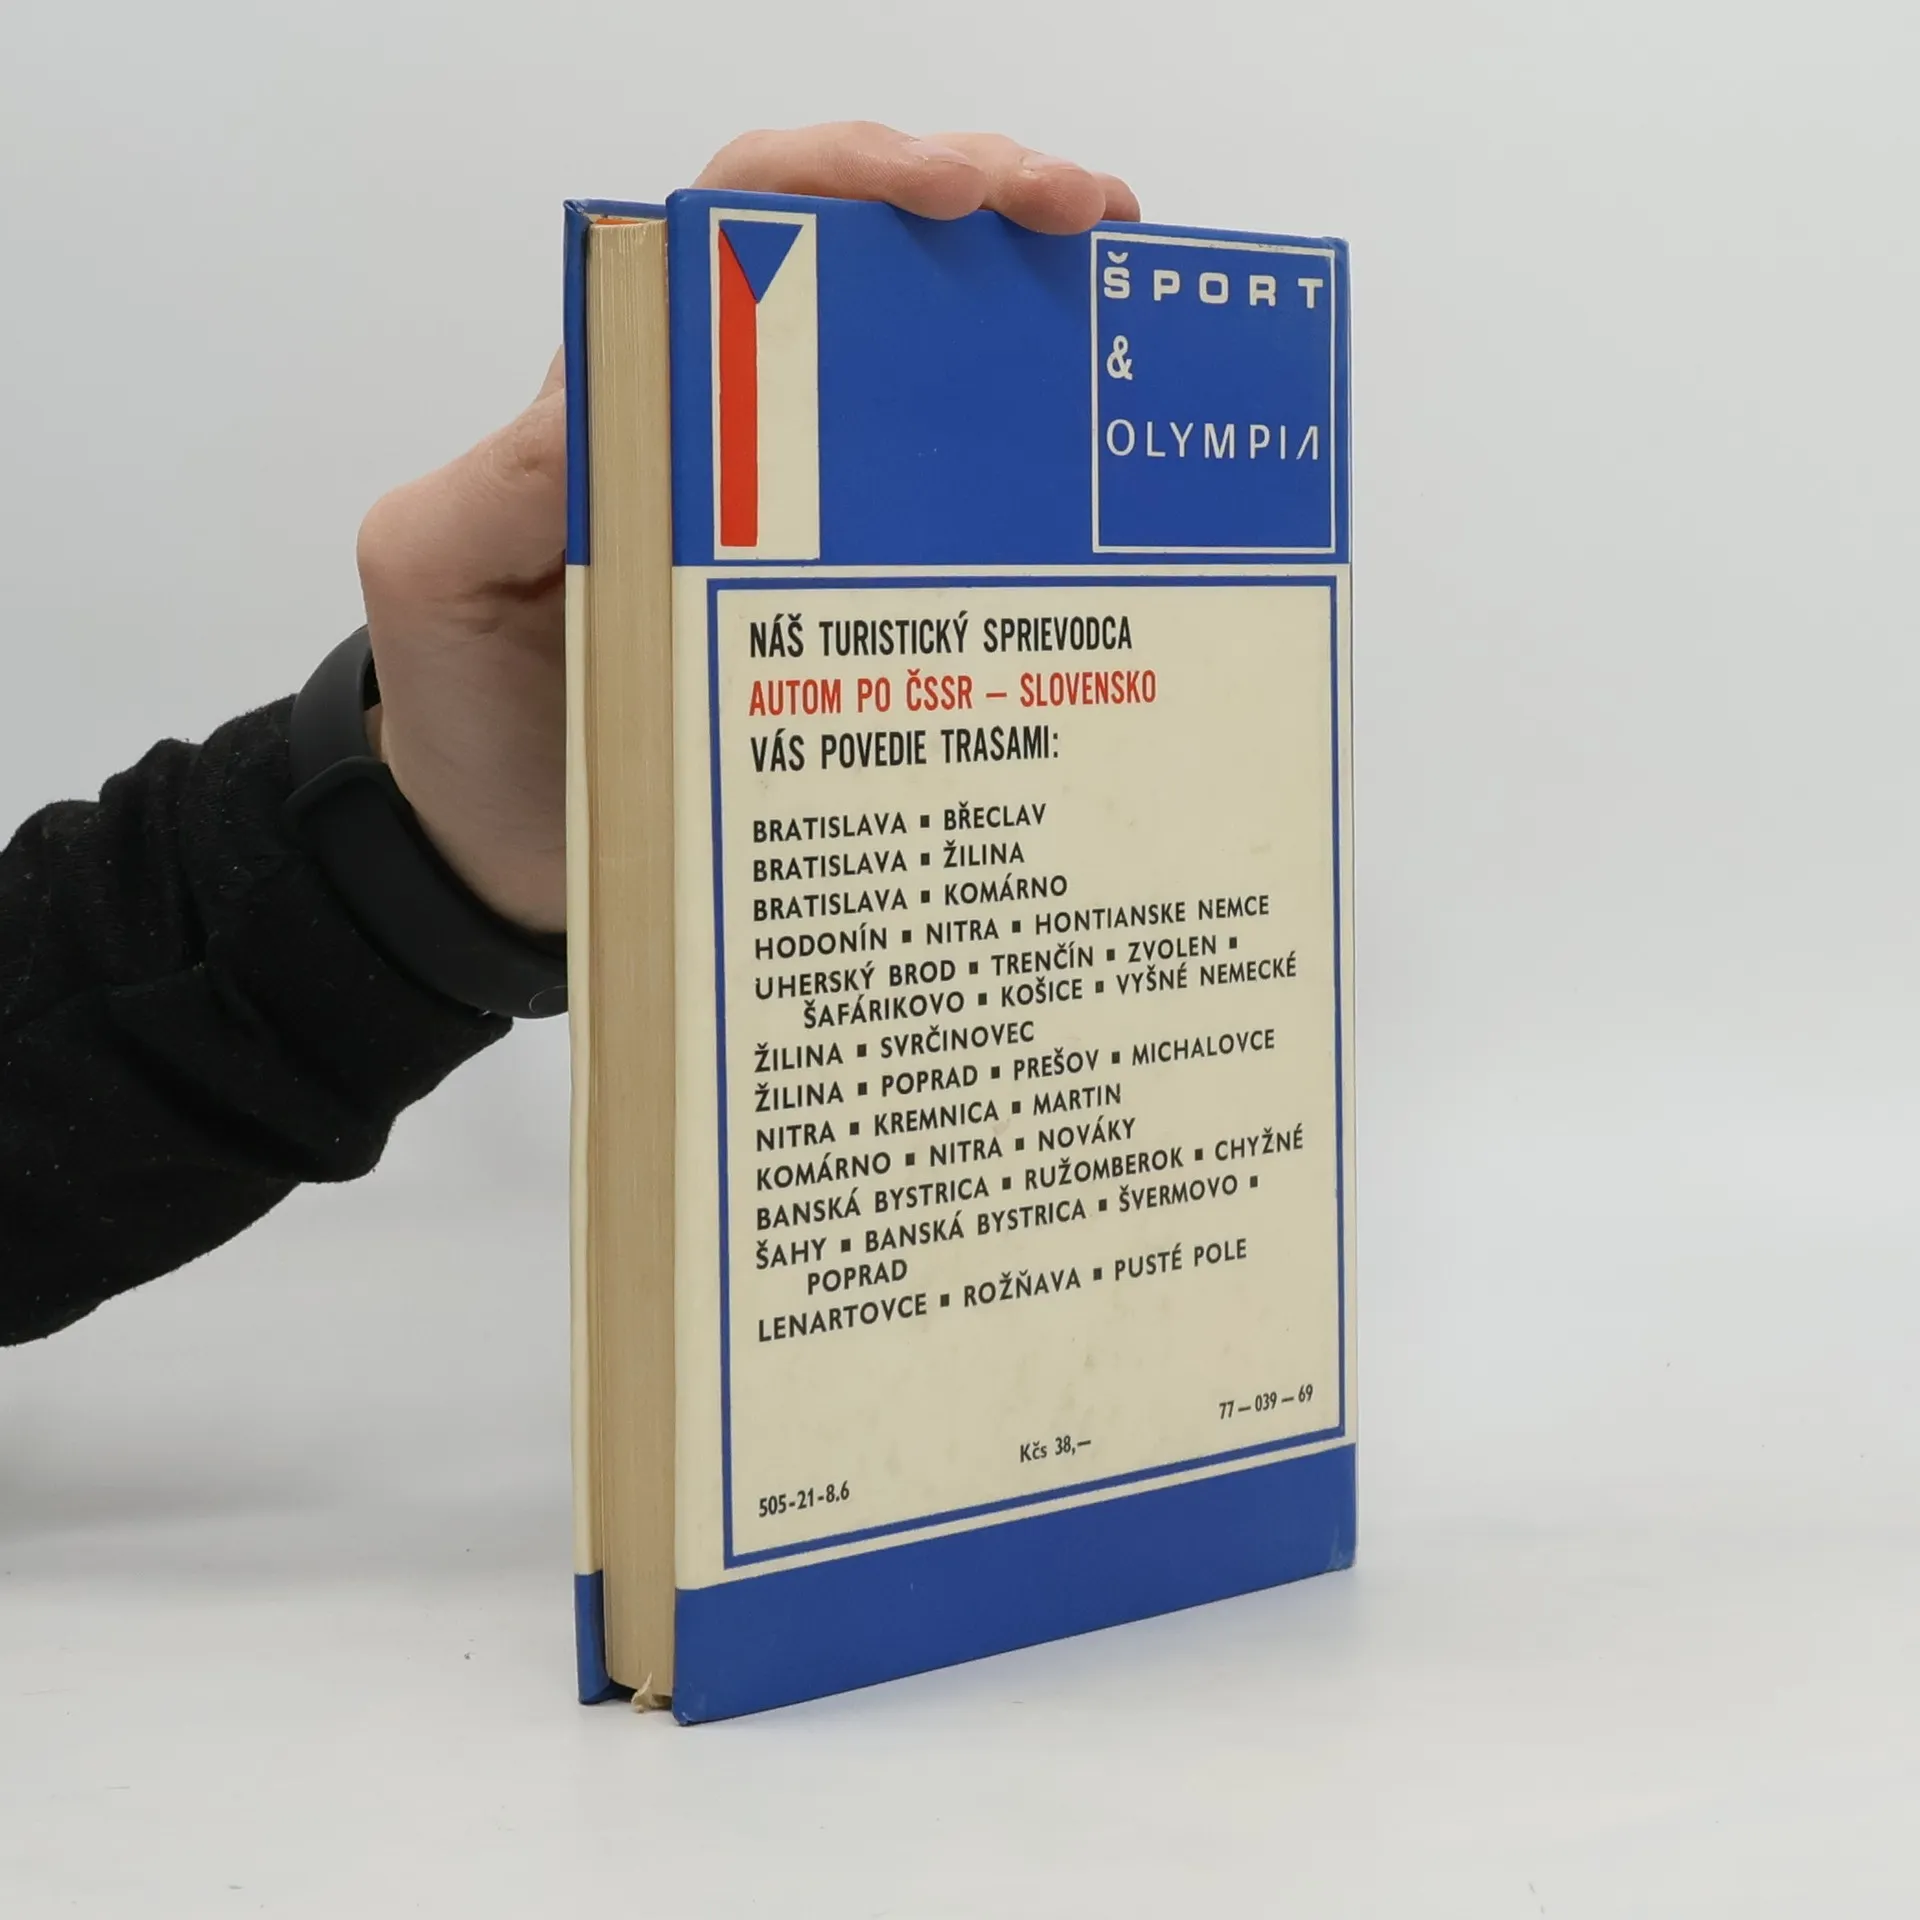 ŠPORT
&
OLYMPIA
NÁŠ TURISTICKÝ SPRIEVODCA
AUTOM PO ČSSR – SLOVENSKO
VÁS POVEDIE TRASAMI:
BRATISLAVA ▪ BŘECLAV
BRATISLAVA ▪ ŽILINA
BRATISLAVA ▪ KOMÁRNO
HODONÍN ▪ NITRA ▪ HONTIANSKE NEMCE
UHERSKÝ BROD ▪ TRENČÍN ▪ ZVOLEN ▪
ŠAFÁRIKOVO ▪ KOŠICE ▪ VYŠNÉ NEMECKÉ
ŽILINA ▪ SVRČINOVEC
ŽILINA ▪ POPRAD ▪ PREŠOV ▪ MICHALOVCE
NITRA ▪ KREMNICA ▪ MARTIN
KOMÁRNO ▪ NITRA ▪ NOVÁKY
BANSKÁ BYSTRICA ▪ RUŽOMBEROK ▪ CHYŽNÉ
ŠAHY ▪ BANSKÁ BYSTRICA ▪ ŠVERMOVO ▪
POPRAD
LENARTOVCE ▪ ROŽŇAVA ▪ PUSTÉ POLE
77–039–69
Kčs 38,–
505-21-8.6